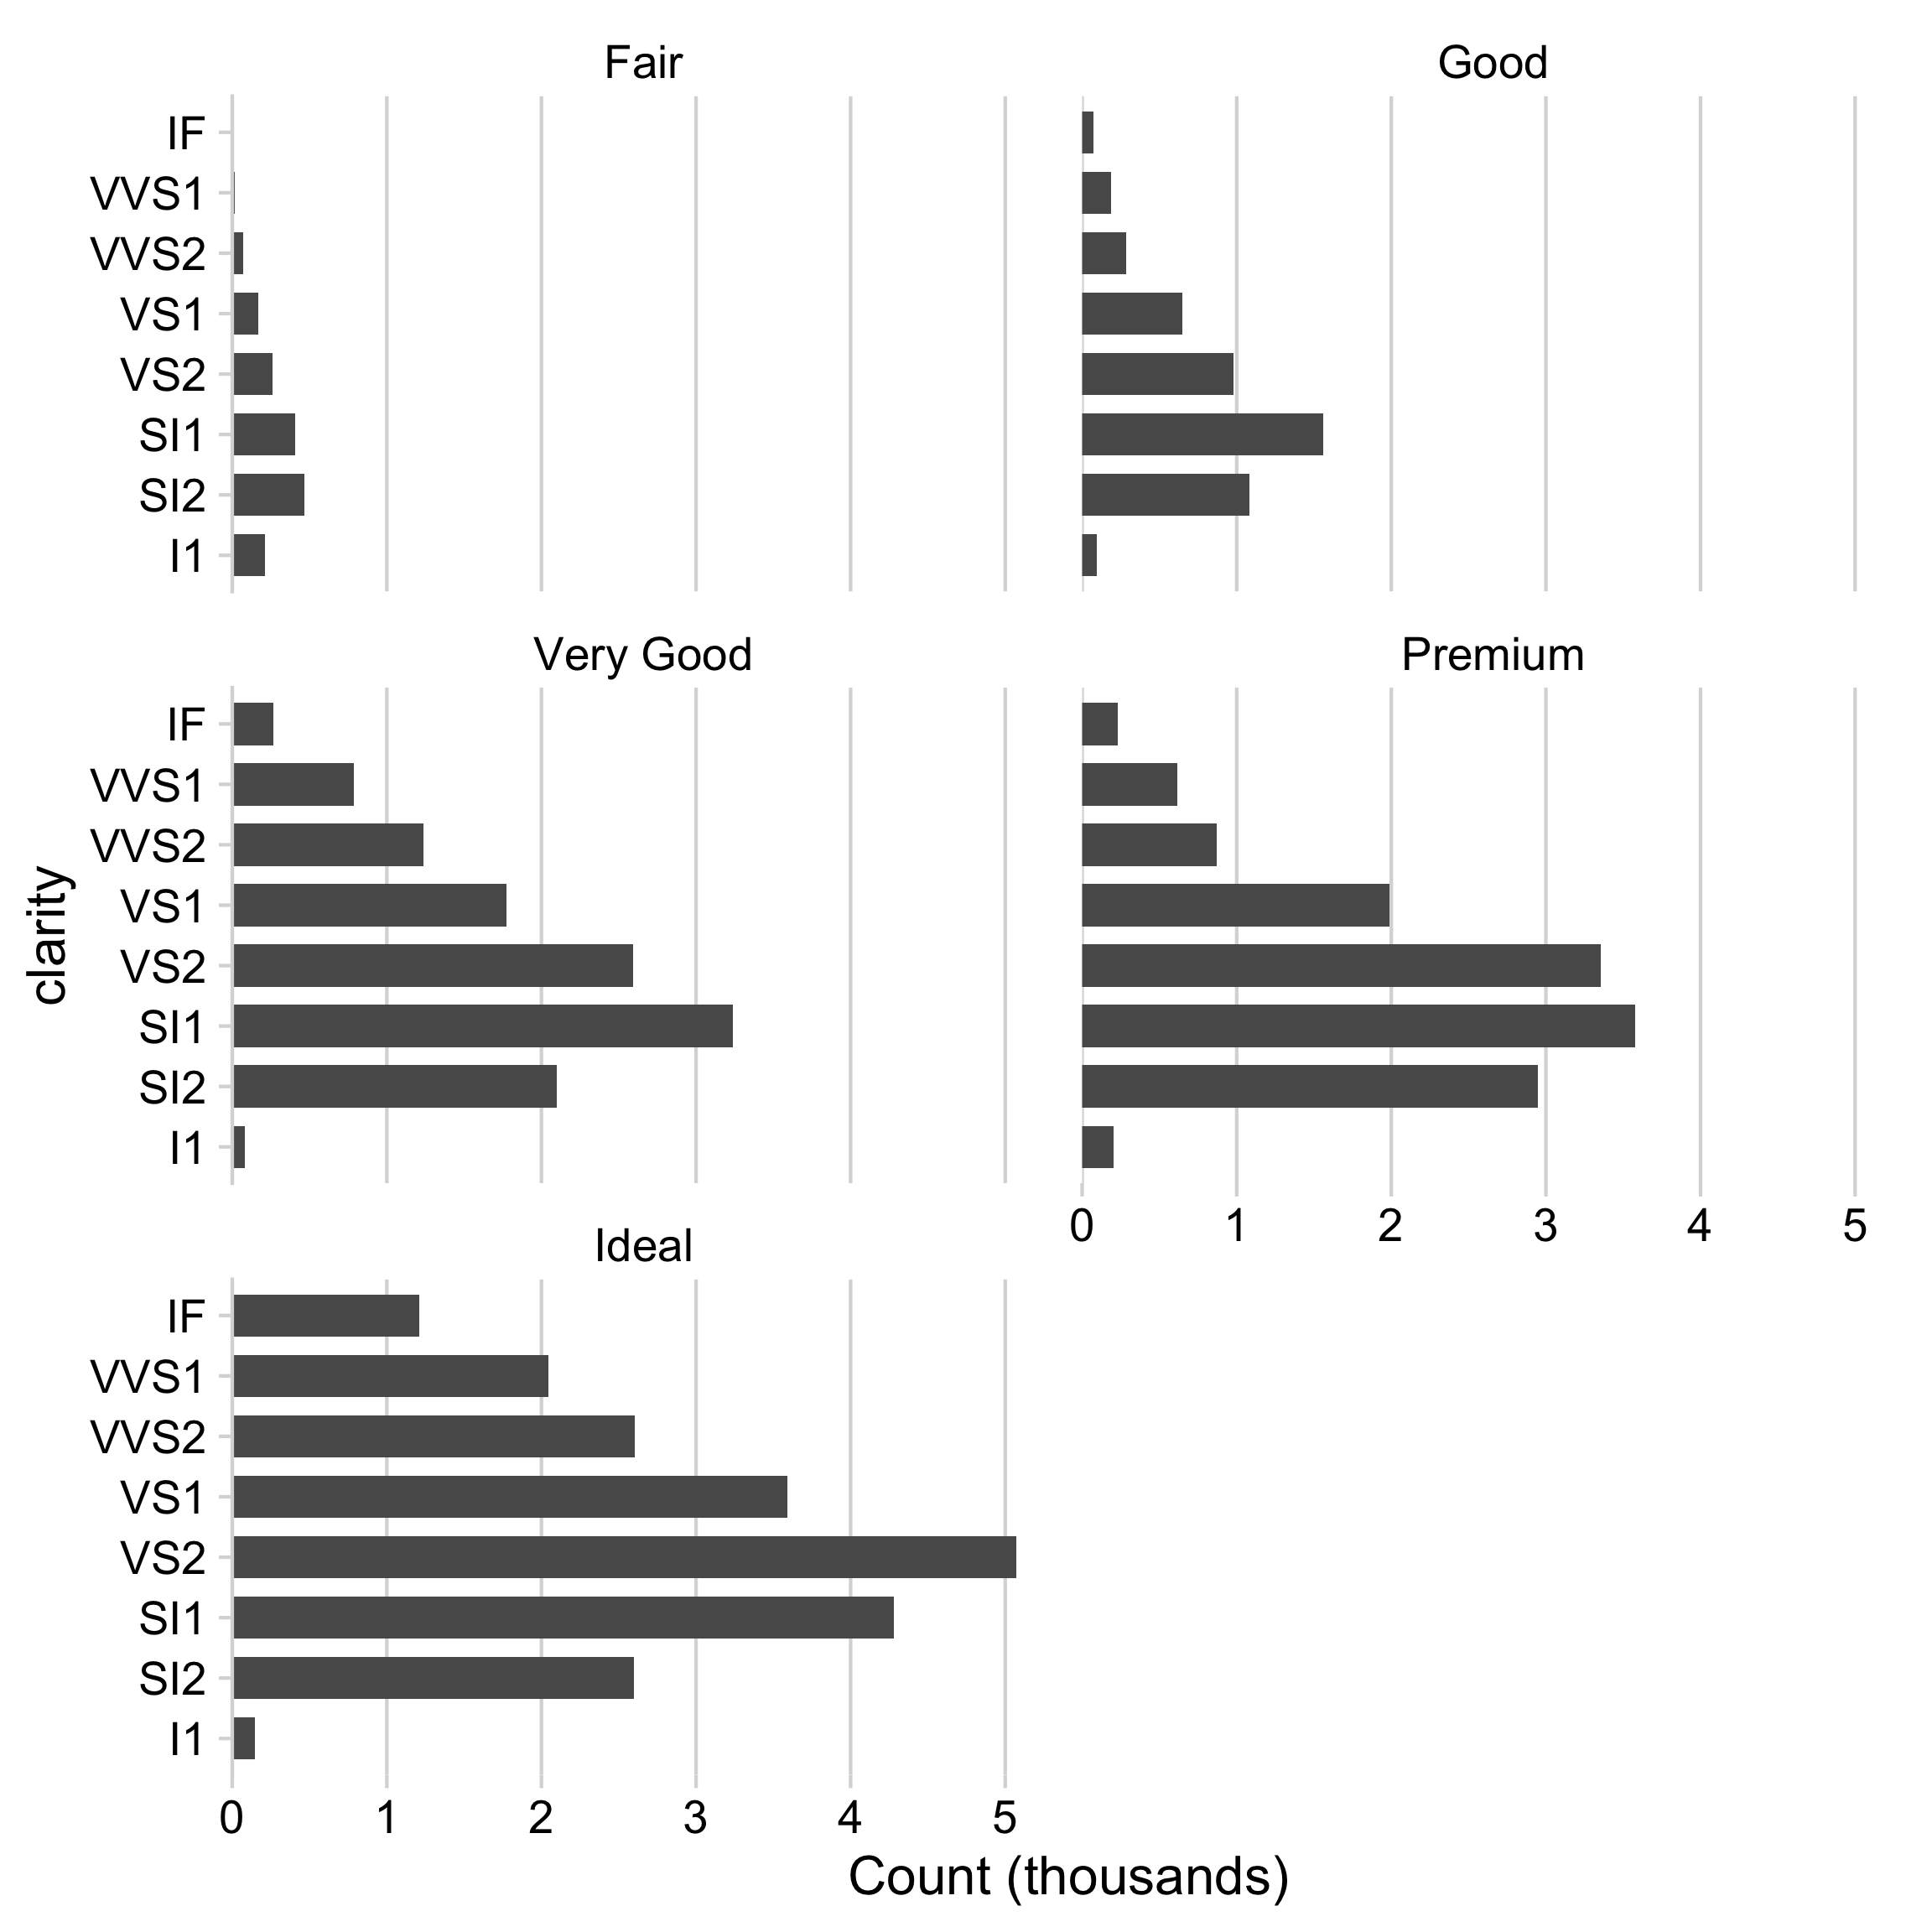 Fair
Good
IF
VVS1
VVS2
VS1
VS2
SI1
SI2
I1
Very Good
Premium
IF
VVS1
VVS2
VS1
VS2
SI1
SI2
I1
clarity
0 1 2 3 4 5
Ideal
IF
VVS1
VVS2
VS1
VS2
SI1
SI2
I1
0 1 2 3 4 5
Count (thousands)